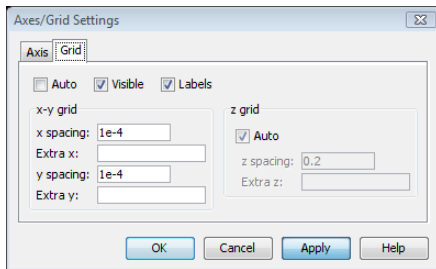 Axes/Grid Settings
Axis Grid
Auto Visible Labels
x-y grid
x spacing: 1e-4
Extra x:
y spacing: 1e-4
Extra y:
z grid
Auto
z spacing: 0.2
Extra z:
OK Cancel Apply Help